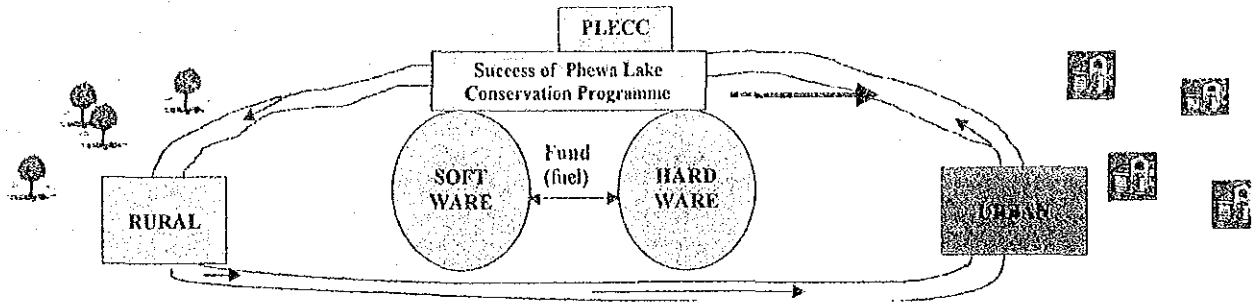 PLECC
Success of Phewa Lake
Conservation Programme
Fund
(fuel)
SOFT
WARE
HARD
WARE
RURAL
URBAN